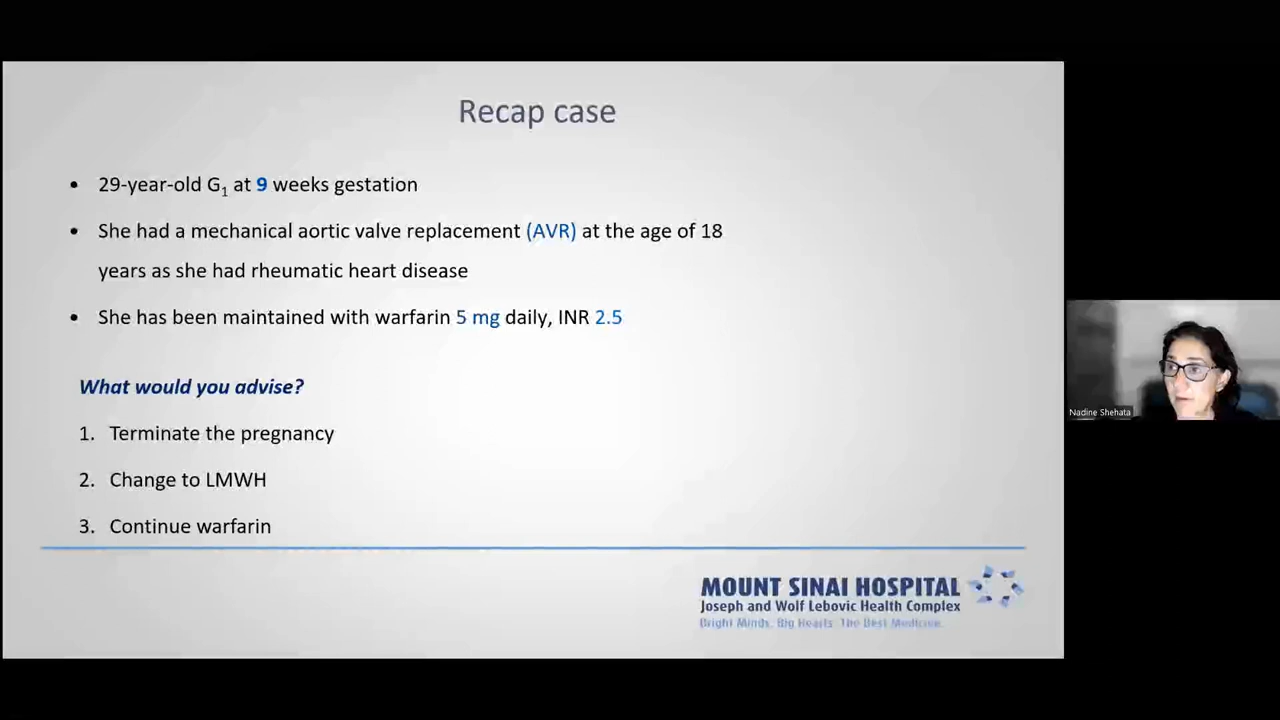 Recap case
• 29-year-old G1 at 9 weeks gestation
• She had a mechanical aortic valve replacement (AVR) at the age of 18
years as she had rheumatic heart disease
• She has been maintained with warfarin 5 mg daily, INR 2.5
What would you advise?
1. Terminate the pregnancy
2. Change to LMWH
3. Continue warfarin
MOUNT SINAI HOSPITAL
Joseph and Wolf Lebovic Health Complex
Bright Minds. Big Hearts. The Best Medicine.
Nadine Shehata